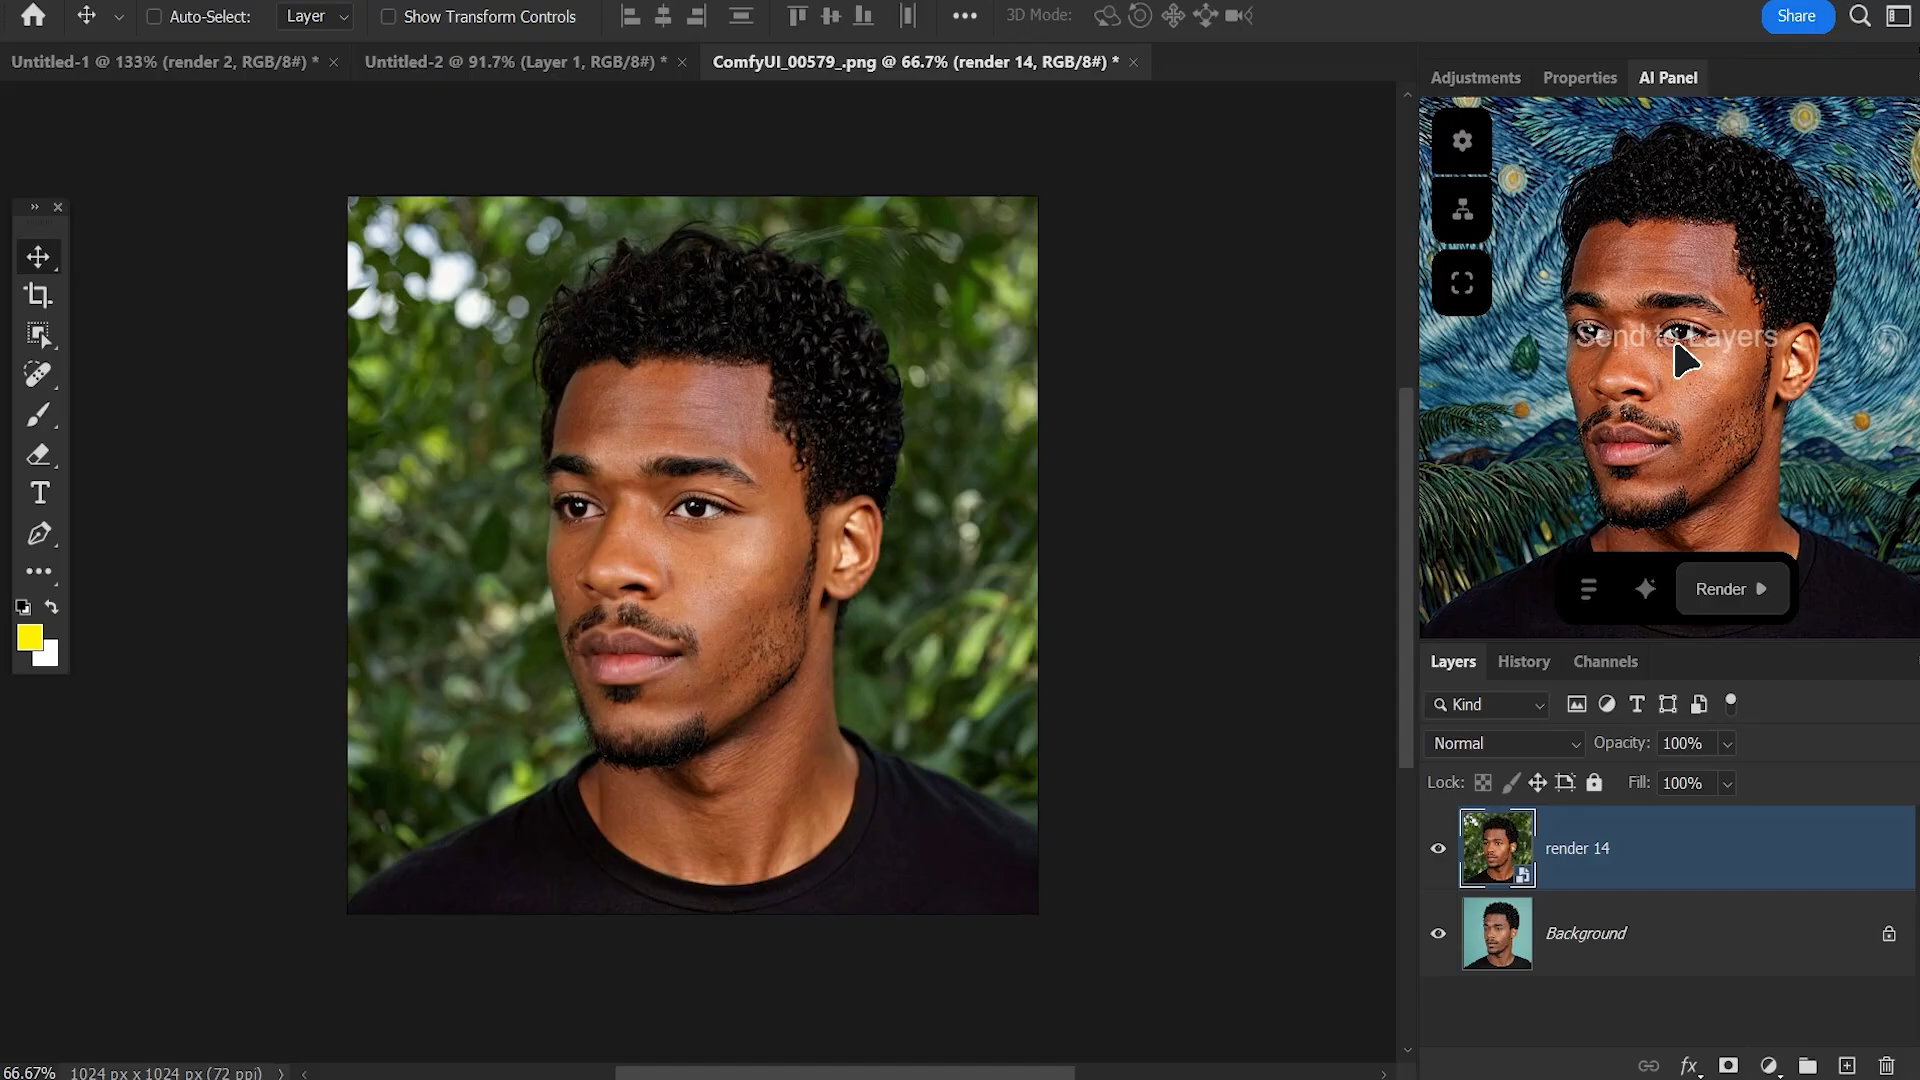 Auto-Select:
Layer
Show Transform Controls
3D Mode:
Share
Untitled-1 @ 133% (render 2, RGB/8#) *
Untitled-2 @ 91.7% (Layer 1, RGB/8#) *
ComfyUI_00579_.png @ 66.7% (render 14, RGB/8#) *
Adjustments
Properties
AI Panel
Send to Layers
Render
Layers
History
Channels
Kind
Normal
Opacity: 100%
Lock:
Fill: 100%
render 14
Background
66.67%
1024 px x 1024 px (72 ppi)